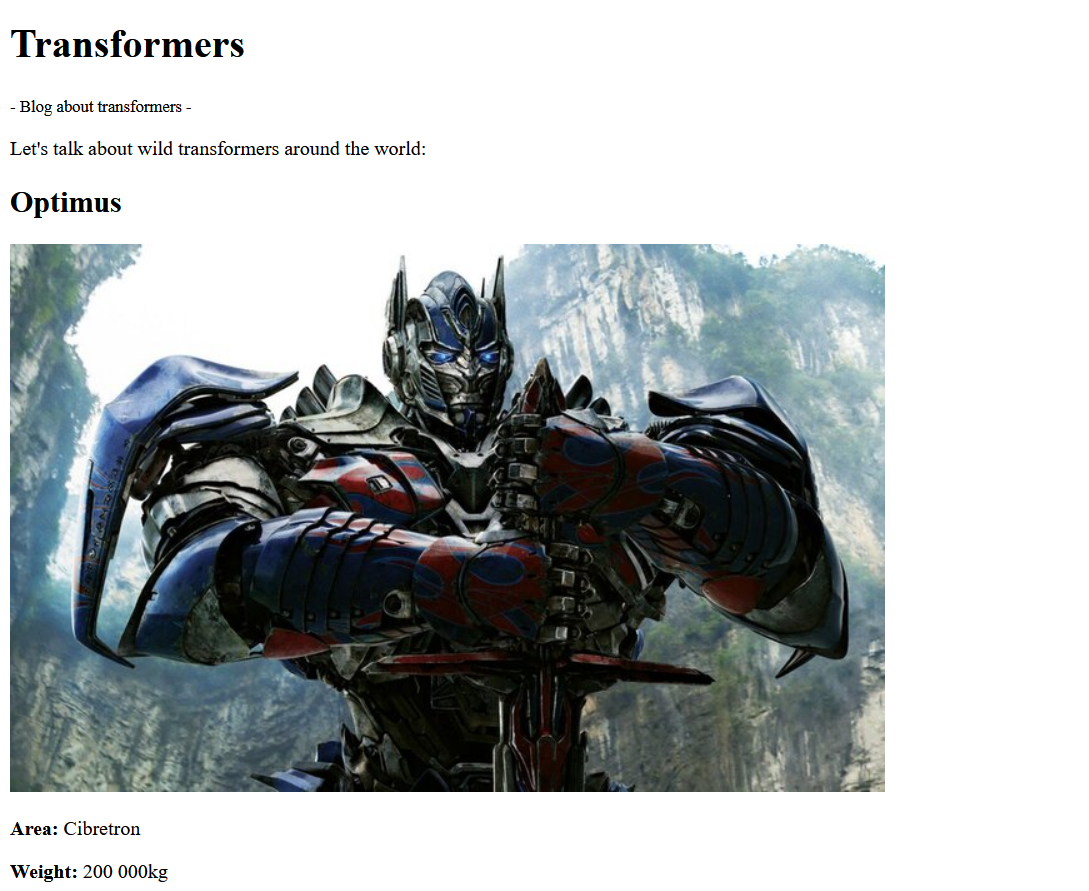 Transformers
- Blog about transformers -
Let's talk about wild transformers around the world:
Optimus
Area: Cibretron
Weight: 200 000kg